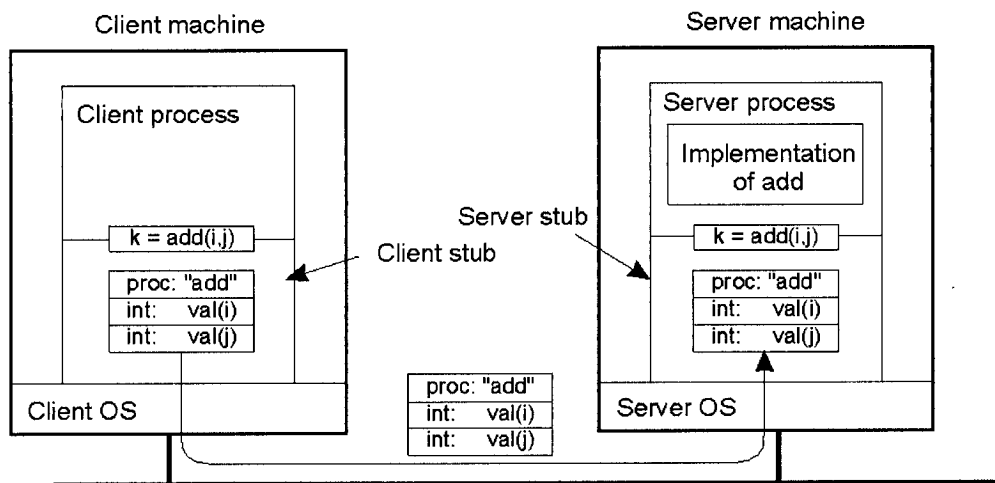 Client machine
Server machine
Client process
Server process
Implementation
of add
Server stub
k = add(i,j)
Client stub
k = add(i,j)
proc: "add"
int: val(i)
int: val(j)
proc: "add"
int: val(i)
int: val(j)
proc: "add"
int: val(i)
int: val(j)
Client OS
Server OS